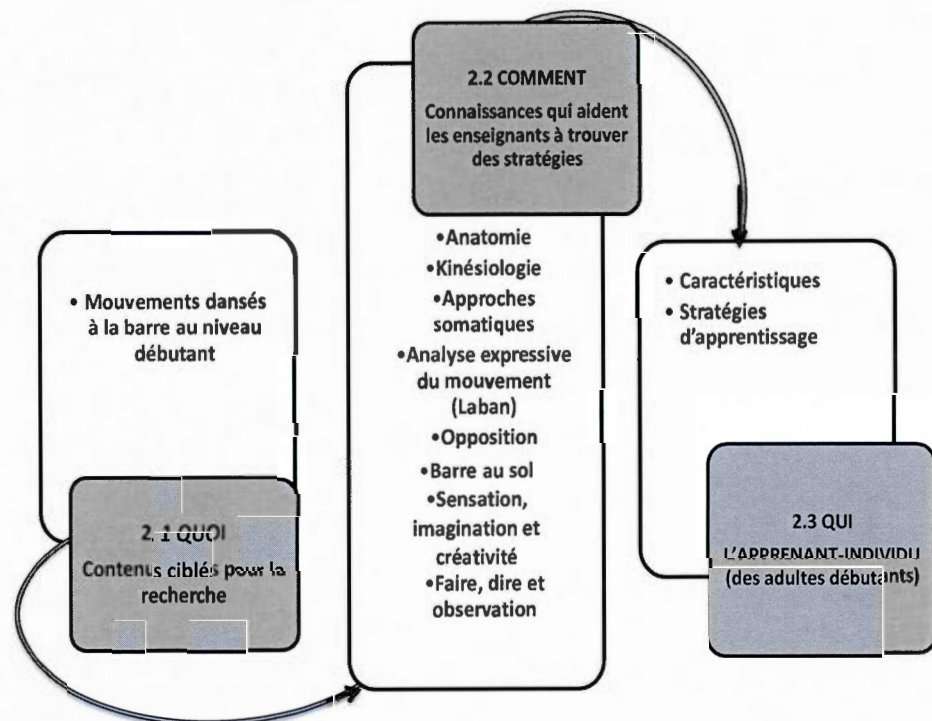 • Mouvements dansés
à la barre au niveau
débutant
2.1 QUOI
Contenus ciblés pour la
recherche
2.2 COMMENT
Connaissances qui aident
les enseignants à trouver
des stratégies
•Anatomie
•Kinésiologie
•Approches
somatiques
•Analyse expressive
du mouvement
(Laban)
•Opposition
•Barre au sol
•Sensation,
imagination et
créativité
•Faire, dire et
observation
• Caractéristiques
• Stratégies
d'apprentissage
2.3 QUI
L'APPRENANT-INDIVIDU
(des adultes débutants)